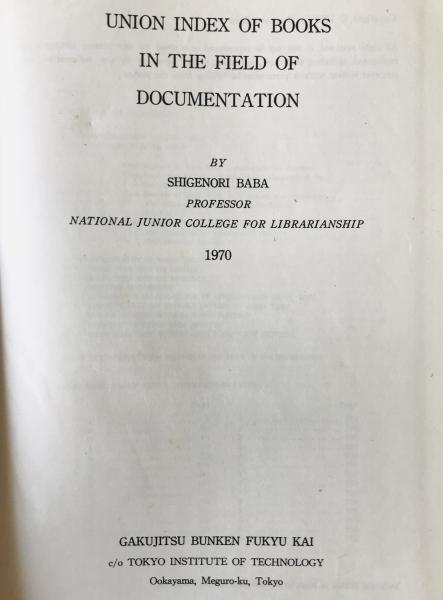 UNION INDEX OF BOOKS
IN THE FIELD OF
DOCUMENTATION
BY
SHIGENORI BABA
PROFESSOR
NATIONAL JUNIOR COLLEGE FOR LIBRARIANSHIP
1970
GAKUJITSU BUNKEN FUKYU KAI
c/o TOKYO INSTITUTE OF TECHNOLOGY
Ookayama, Meguro-ku, Tokyo